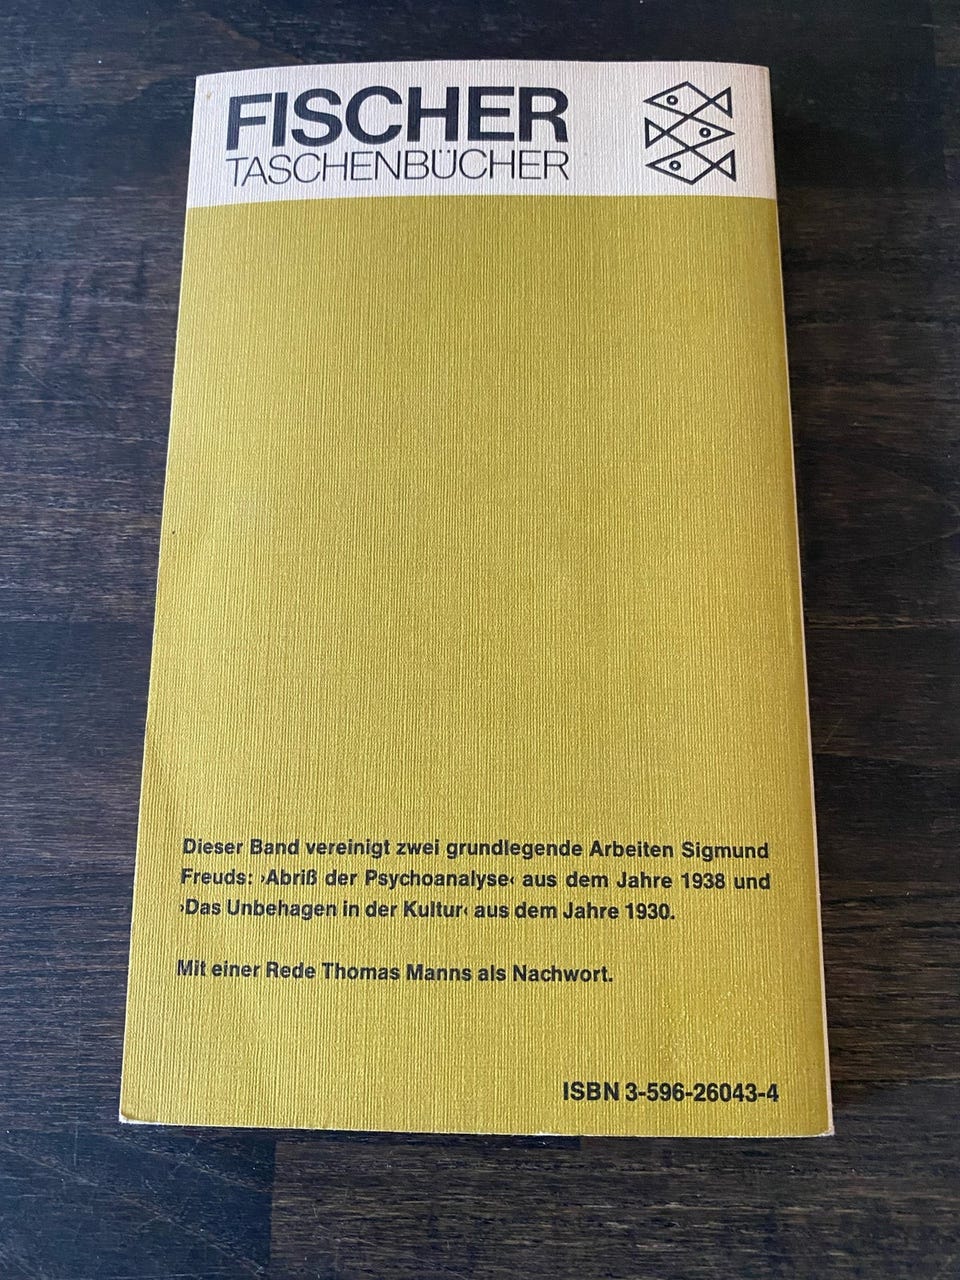 FISCHER
TASCHENBÜCHER
Dieser Band vereinigt zwei grundlegende Arbeiten Sigmund
Freuds: ›Abriß der Psychoanalyse‹ aus dem Jahre 1938 und
›Das Unbehagen in der Kultur‹ aus dem Jahre 1930.
Mit einer Rede Thomas Manns als Nachwort.
ISBN 3-596-26043-4